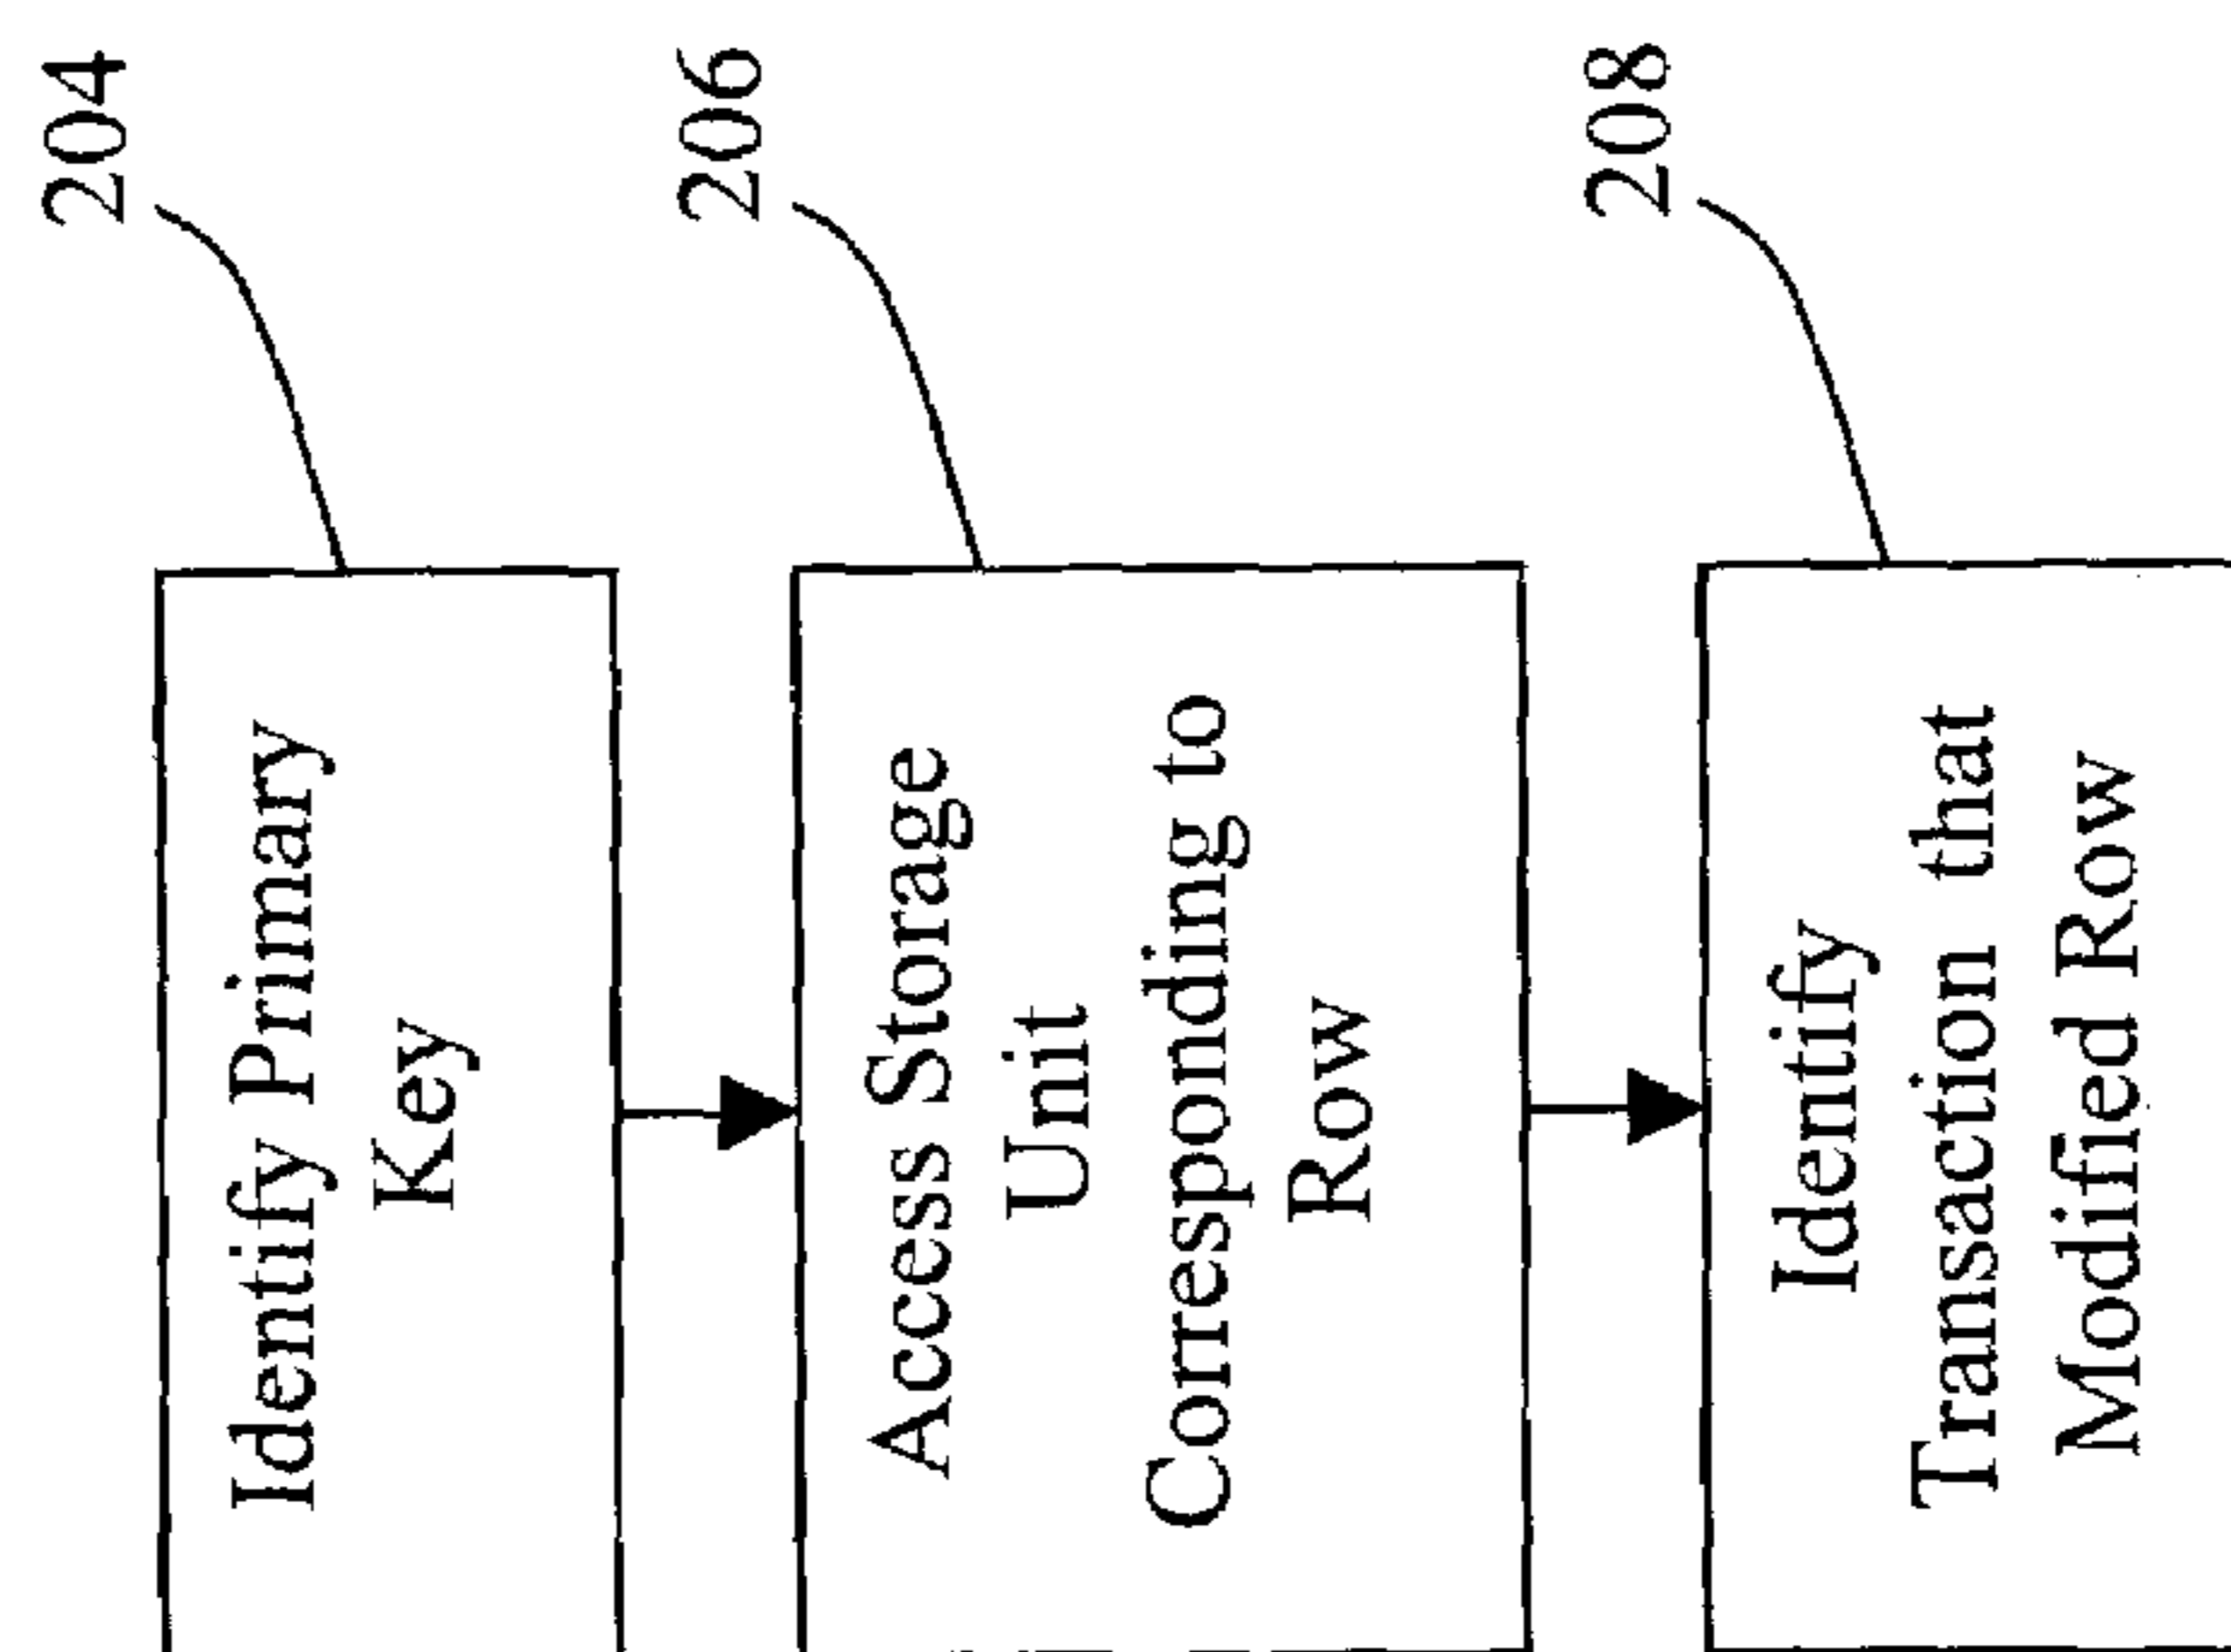 204
Identify Primary
Key
206
Access Storage
Unit
Corresponding to
Row
208
Identify
Transaction that
Modified Row